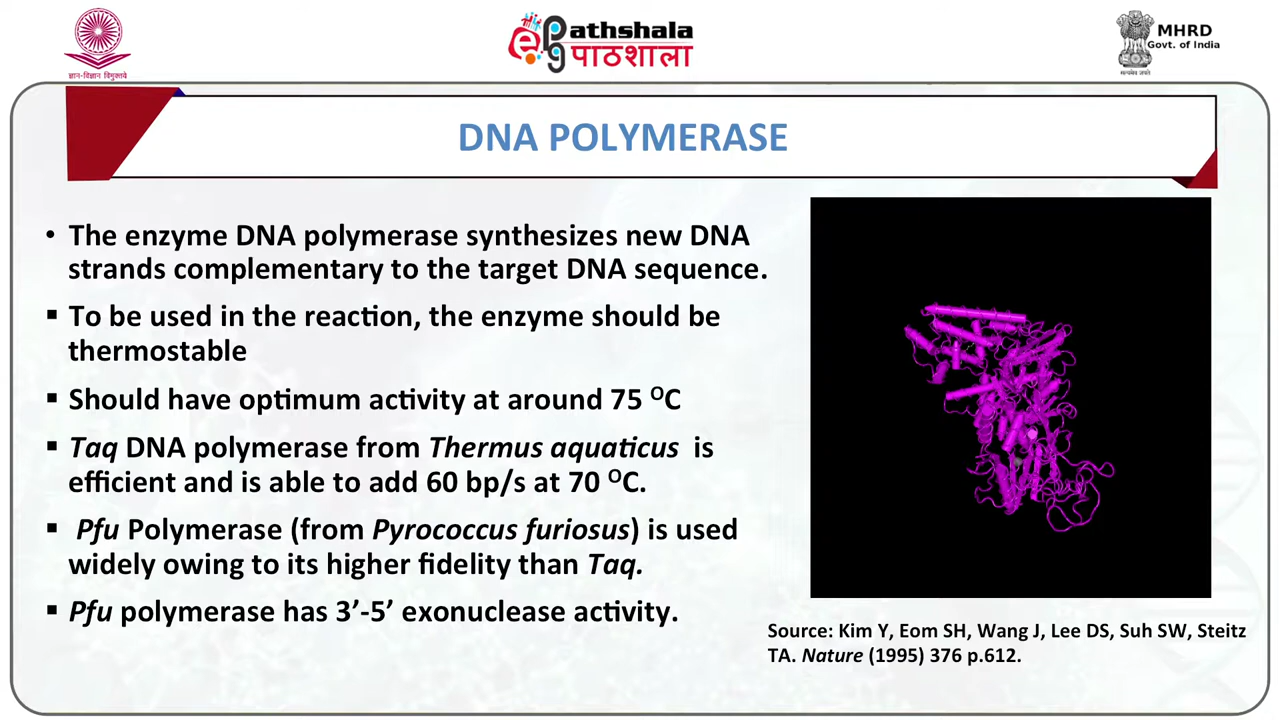 ज्ञान-विज्ञान विमुक्तये
Pathshala
पाठशाला
MHRD
Govt. of India
सत्यमेव जयते
DNA POLYMERASE
• The enzyme DNA polymerase synthesizes new DNA
strands complementary to the target DNA sequence.
▪ To be used in the reaction, the enzyme should be
thermostable
▪ Should have optimum activity at around 75 ᴼC
▪ Taq DNA polymerase from Thermus aquaticus is
efficient and is able to add 60 bp/s at 70 ᴼC.
▪ Pfu Polymerase (from Pyrococcus furiosus) is used
widely owing to its higher fidelity than Taq.
▪ Pfu polymerase has 3’-5’ exonuclease activity.
Source: Kim Y, Eom SH, Wang J, Lee DS, Suh SW, Steitz
TA. Nature (1995) 376 p.612.